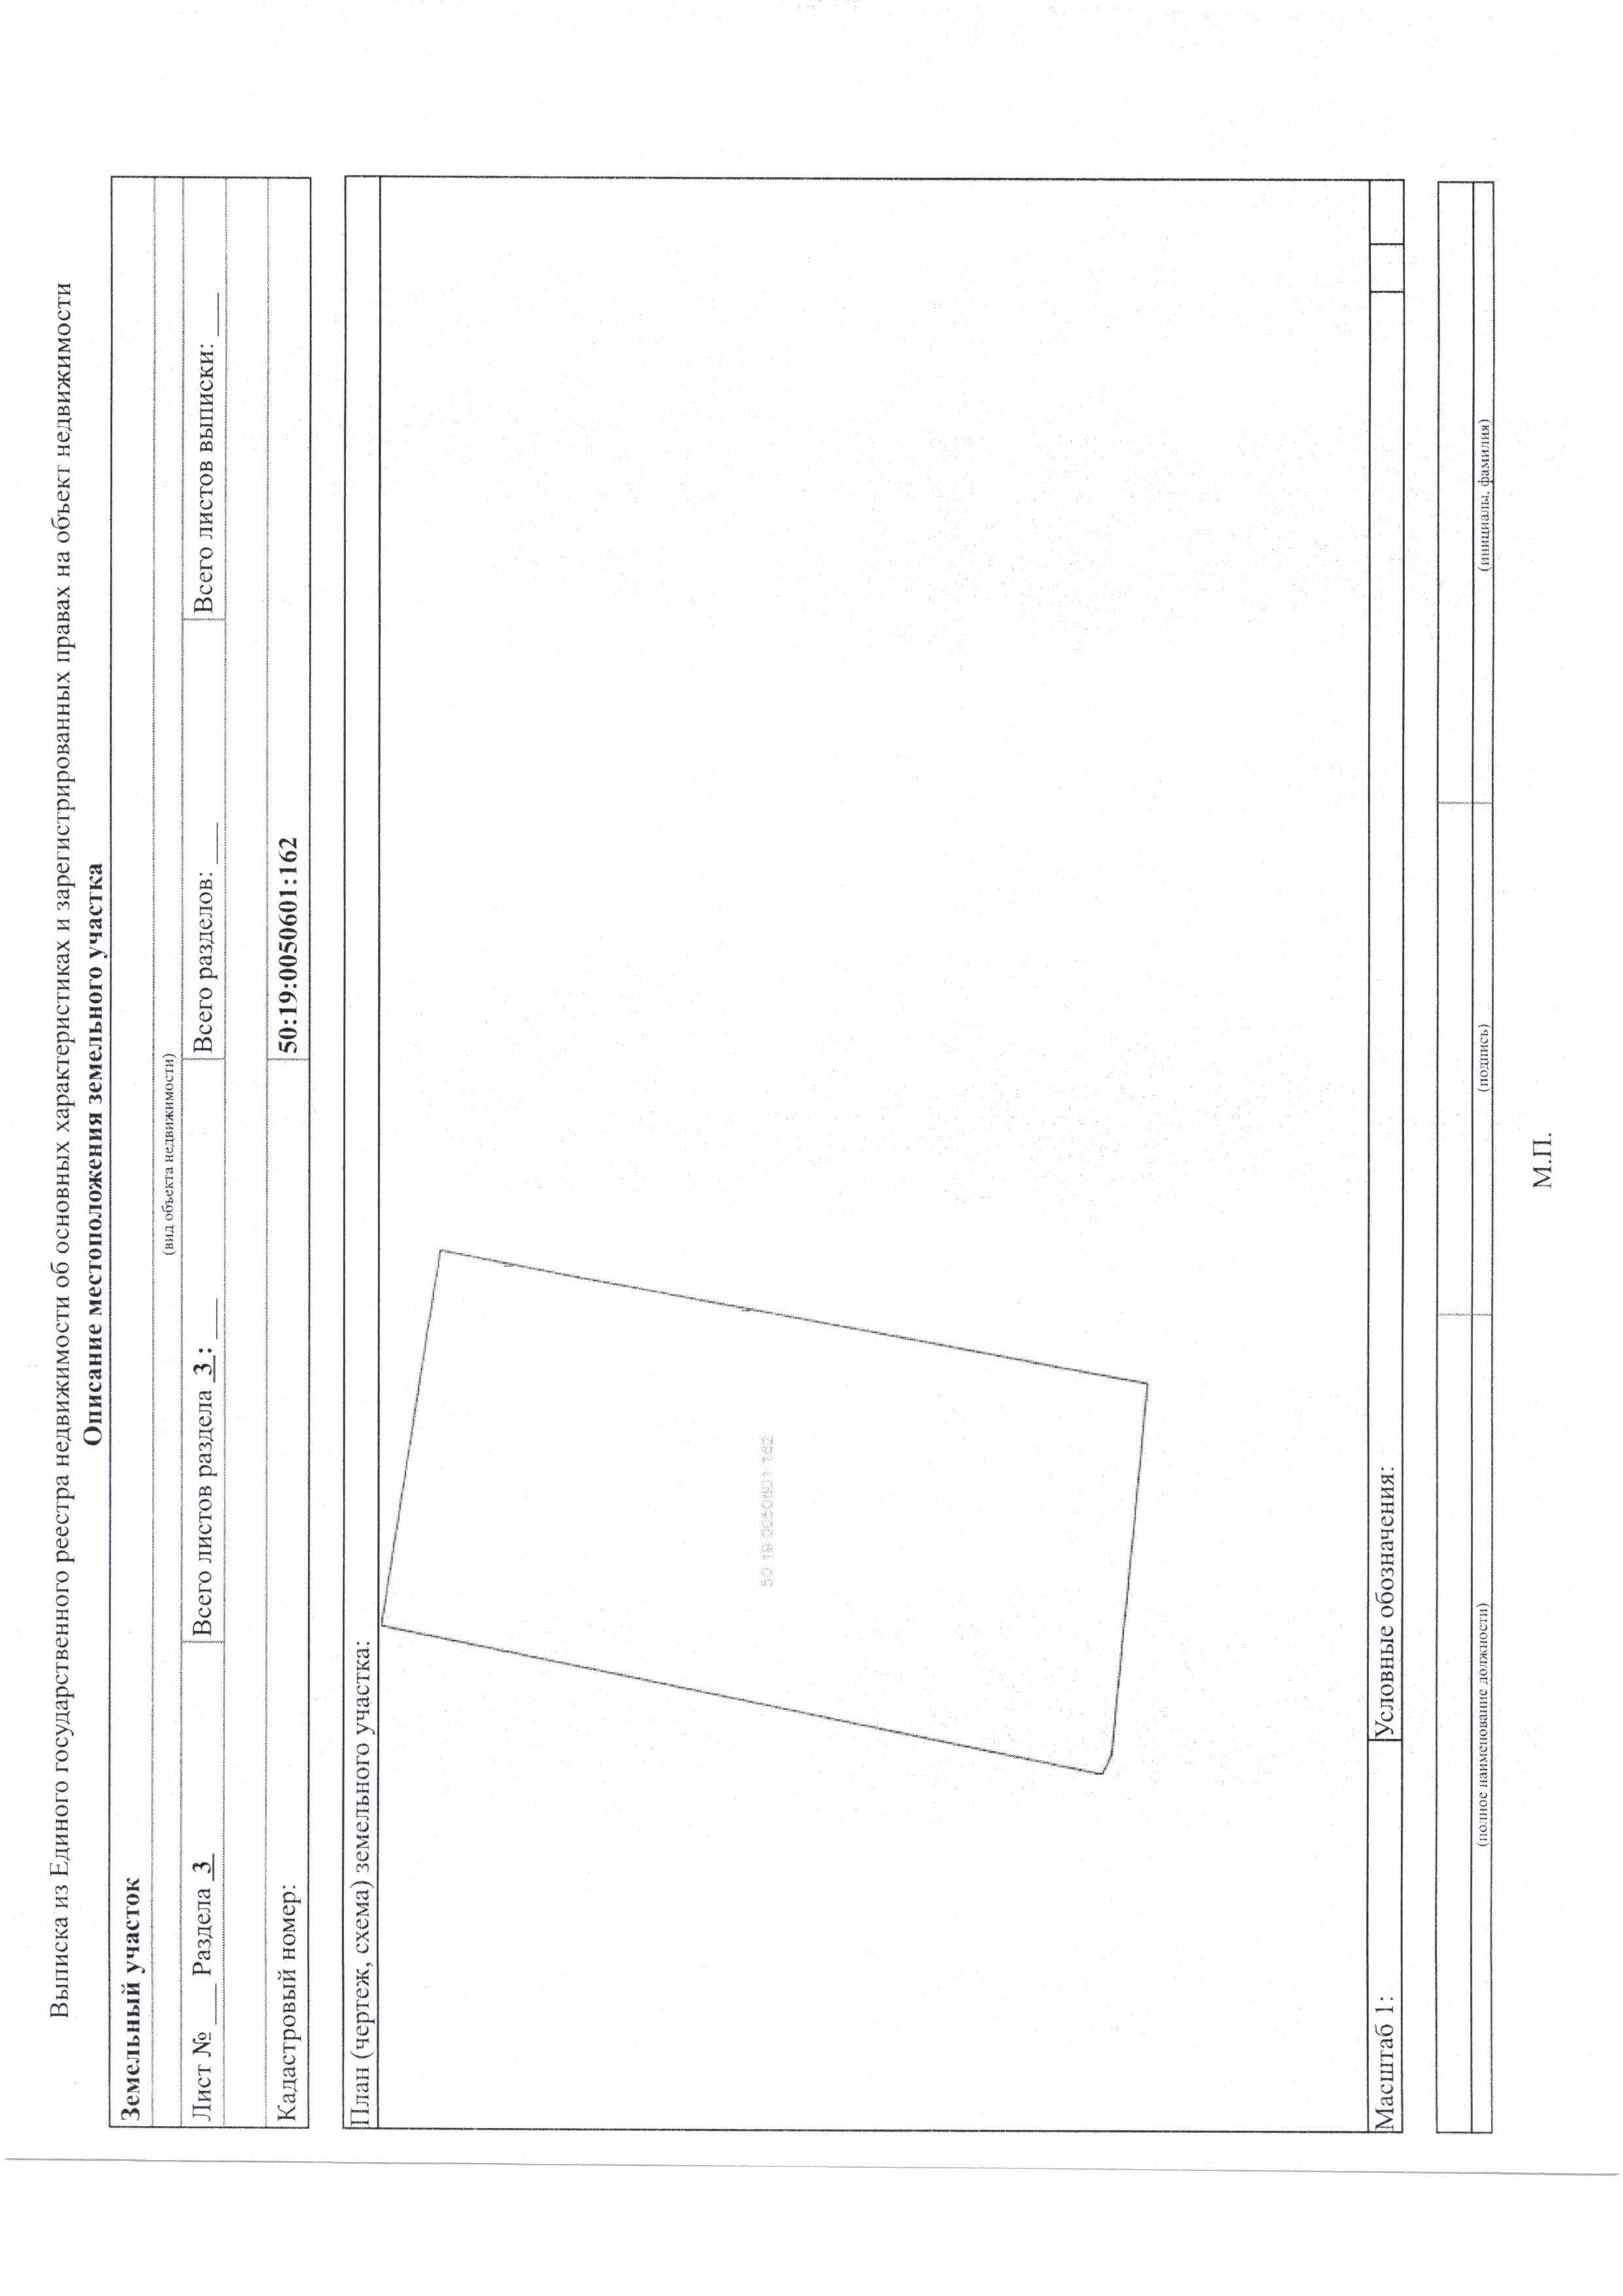 Выписка из Единого государственного реестра недвижимости об основных характеристиках и зарегистрированных правах на объект недвижимости
Описание местоположения земельного участка
Земельный участок
(вид объекта недвижимости)
Лист № ___ Раздела 3 Всего листов раздела 3 : ___ Всего разделов: ___ Всего листов выписки: ___
Кадастровый номер: 50:19:0050601:162
План (чертеж, схема) земельного участка:
50:19:0050601:162
Масштаб 1: Условные обозначения:
(полное наименование должности) (подпись) (инициалы, фамилия)
М.П.